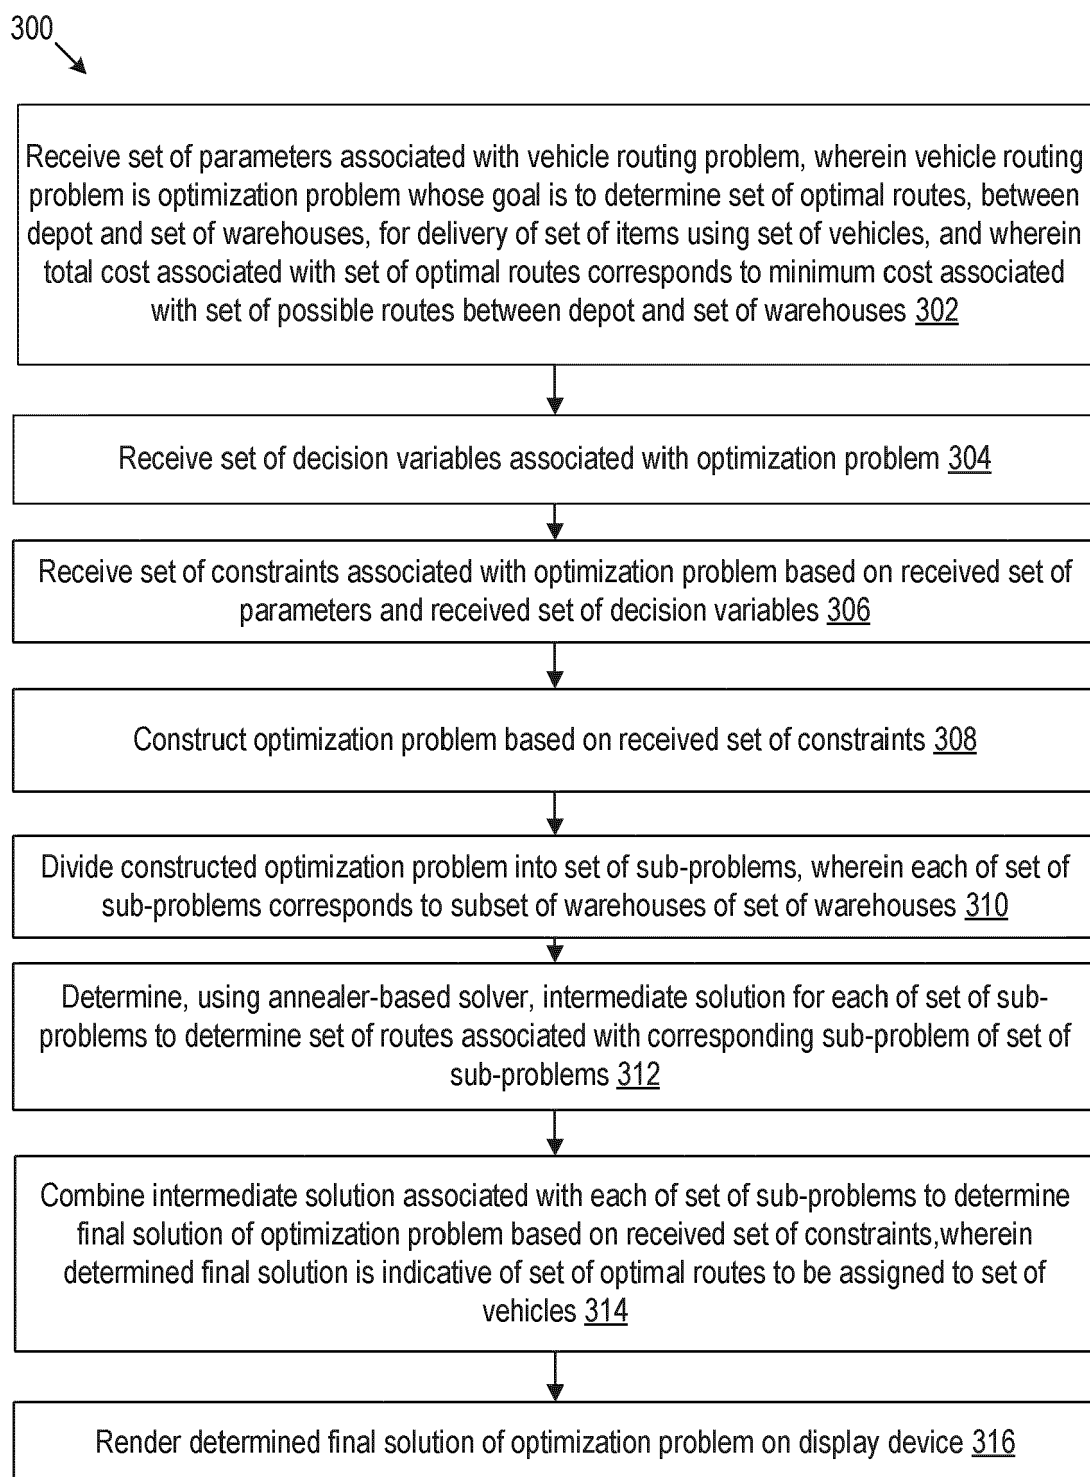 300
Receive set of parameters associated with vehicle routing problem, wherein vehicle routing
problem is optimization problem whose goal is to determine set of optimal routes, between
depot and set of warehouses, for delivery of set of items using set of vehicles, and wherein
total cost associated with set of optimal routes corresponds to minimum cost associated
with set of possible routes between depot and set of warehouses 302
Receive set of decision variables associated with optimization problem 304
Receive set of constraints associated with optimization problem based on received set of
parameters and received set of decision variables 306
Construct optimization problem based on received set of constraints 308
Divide constructed optimization problem into set of sub-problems, wherein each of set of
sub-problems corresponds to subset of warehouses of set of warehouses 310
Determine, using annealer-based solver, intermediate solution for each of set of sub-
problems to determine set of routes associated with corresponding sub-problem of set of
sub-problems 312
Combine intermediate solution associated with each of set of sub-problems to determine
final solution of optimization problem based on received set of constraints,wherein
determined final solution is indicative of set of optimal routes to be assigned to set of
vehicles 314
Render determined final solution of optimization problem on display device 316